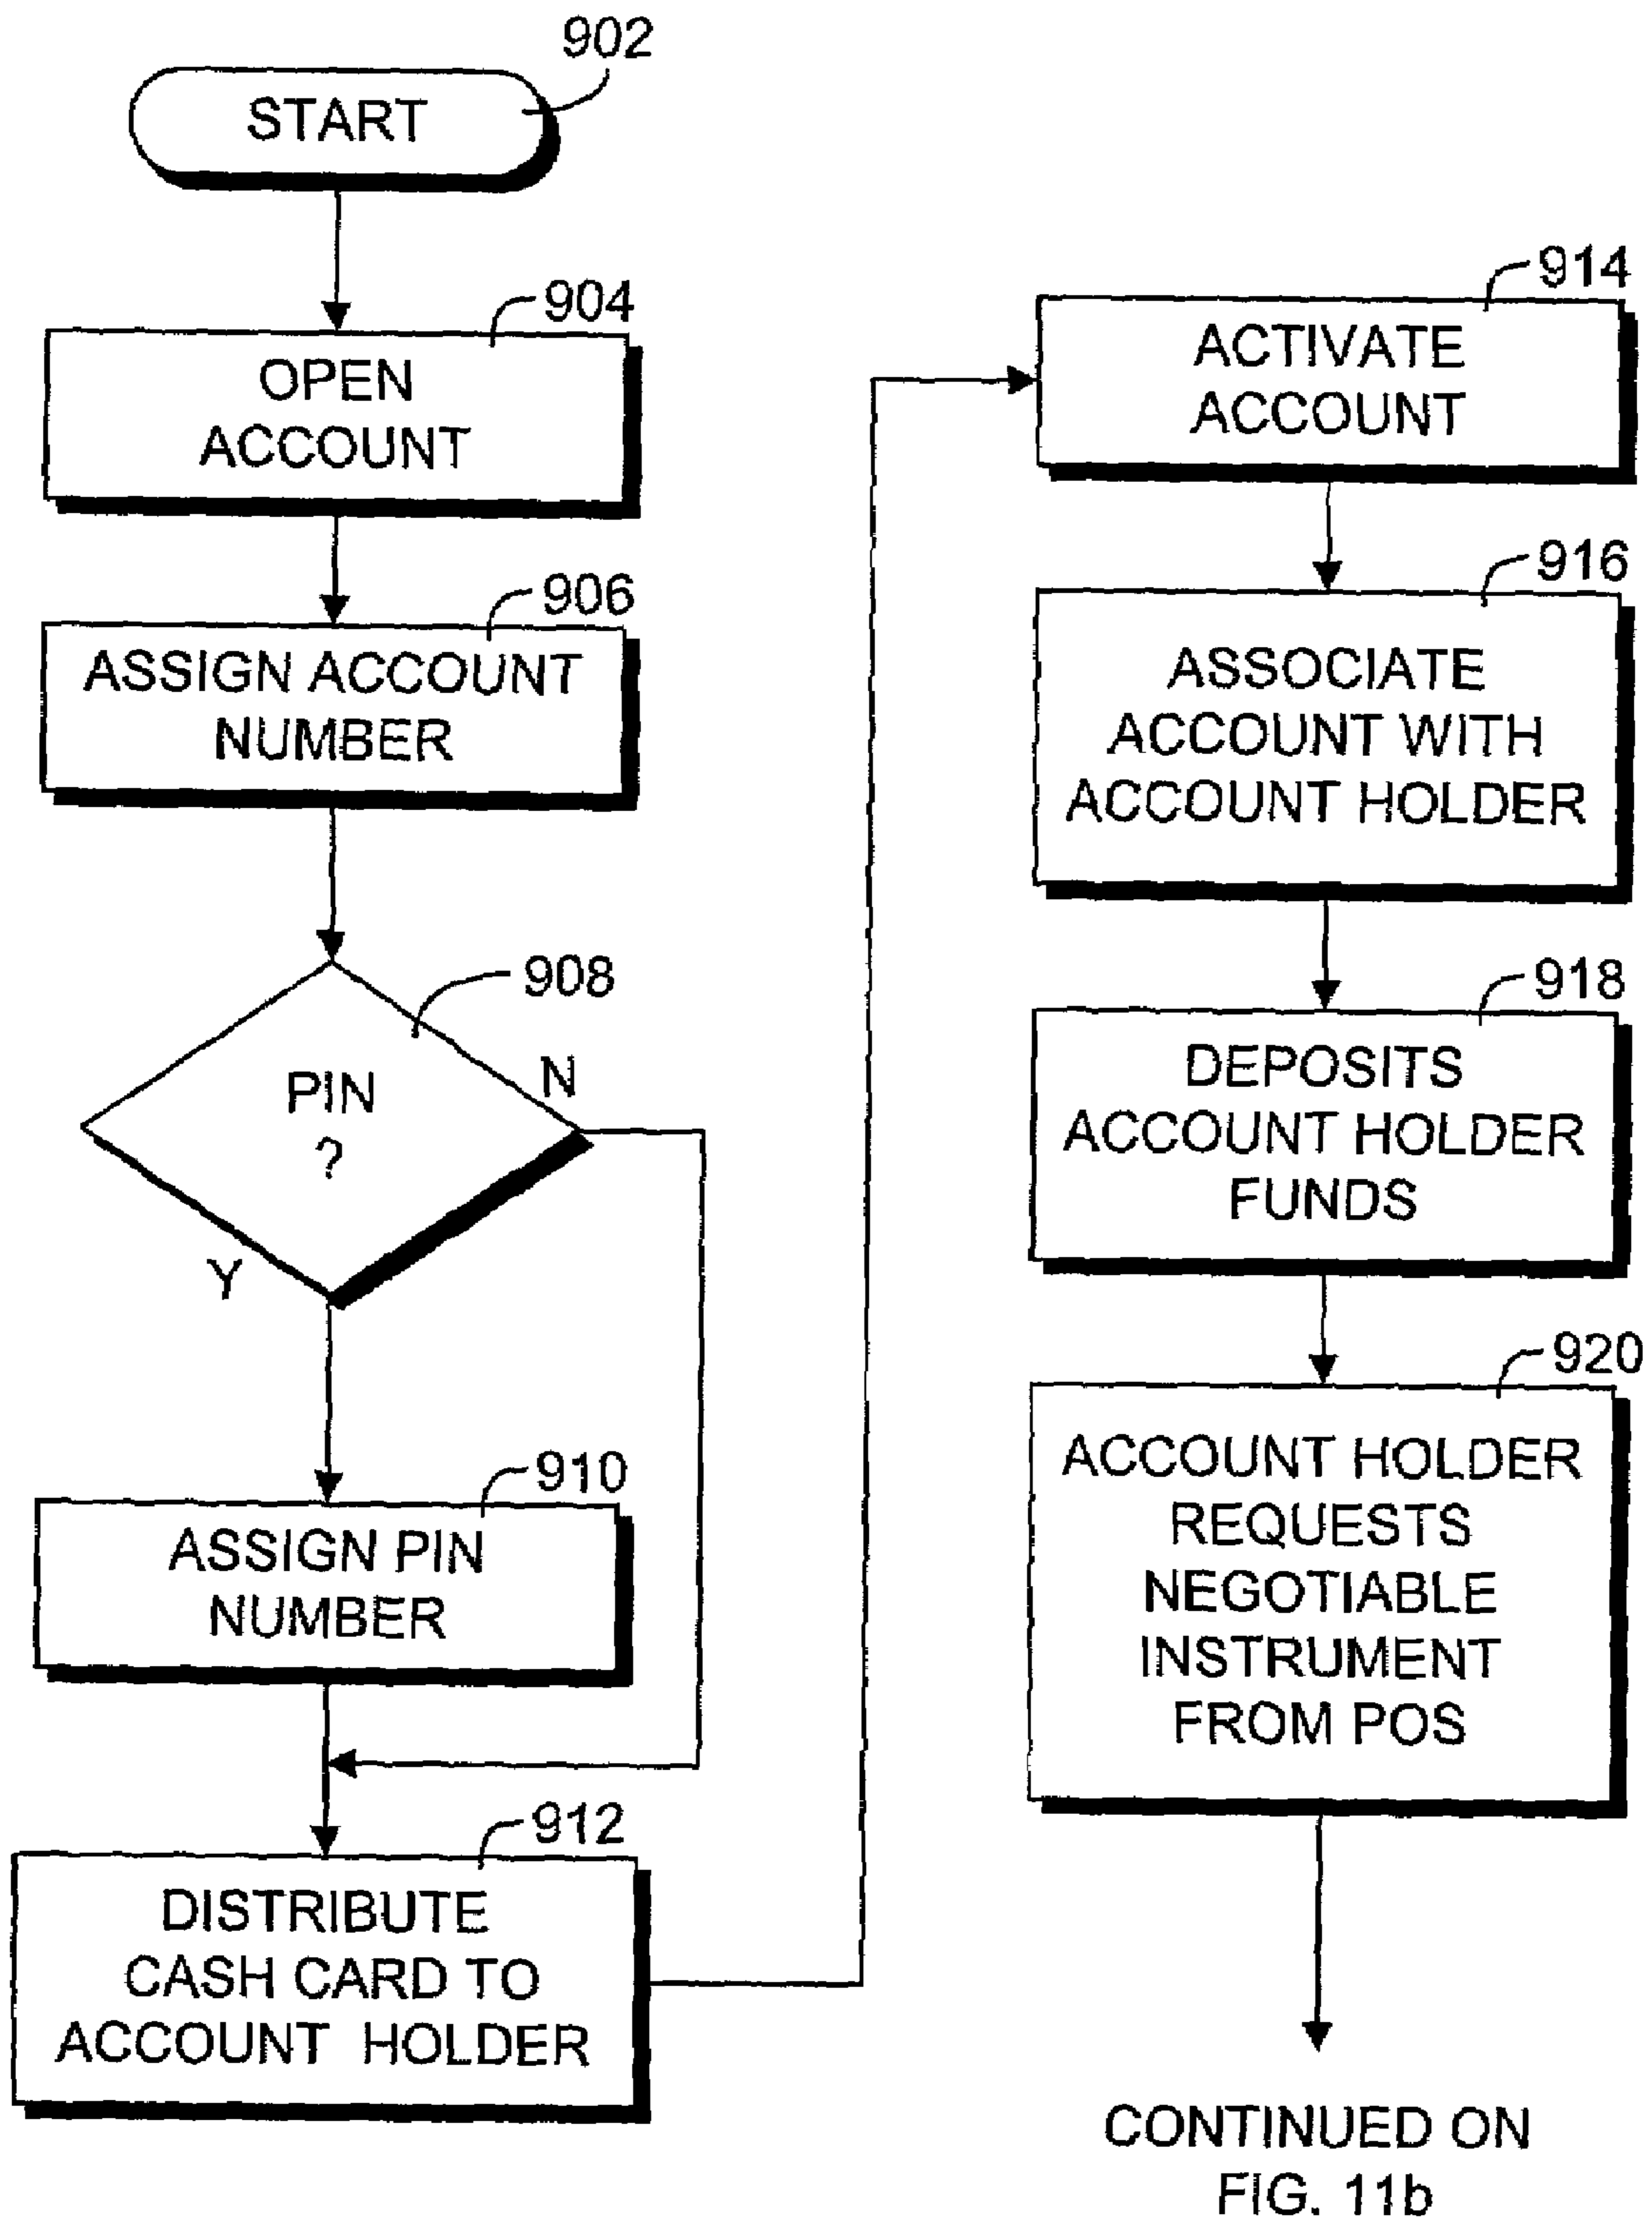 902
START
904
OPEN
ACCOUNT
906
ASSIGN ACCOUNT
NUMBER
908
PIN
?
N
Y
910
ASSIGN PIN
NUMBER
912
DISTRIBUTE
CASH CARD TO
ACCOUNT HOLDER
914
ACTIVATE
ACCOUNT
916
ASSOCIATE
ACCOUNT WITH
ACCOUNT HOLDER
918
DEPOSITS
ACCOUNT HOLDER
FUNDS
920
ACCOUNT HOLDER
REQUESTS
NEGOTIABLE
INSTRUMENT
FROM POS
CONTINUED ON
FIG. 11b